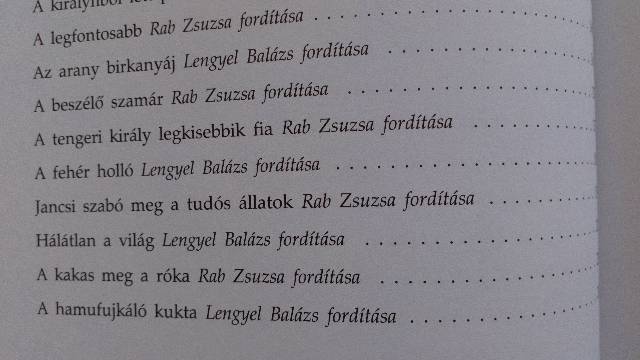 A
A legfontosabb Rab Zsuzsa fordítása . . . . . . . . . . . . . . . . . . .
Az arany birkanyáj Lengyel Balázs fordítása . . . . . . . . . . . . . .
A beszélő szamár Rab Zsuzsa fordítása . . . . . . . . . . . . . . . . .
A tengeri király legkisebbik fia Rab Zsuzsa fordítása . . . . . . . . .
A fehér holló Lengyel Balázs fordítása . . . . . . . . . . . . . . . . .
Jancsi szabó meg a tudós állatok Rab Zsuzsa fordítása . . . . . . . .
Hálátlan a világ Lengyel Balázs fordítása . . . . . . . . . . . . . . .
A kakas meg a róka Rab Zsuzsa fordítása . . . . . . . . . . . . . . .
A hamufujkáló kukta Lengyel Balázs fordítása . . . . . . . . . . . . .